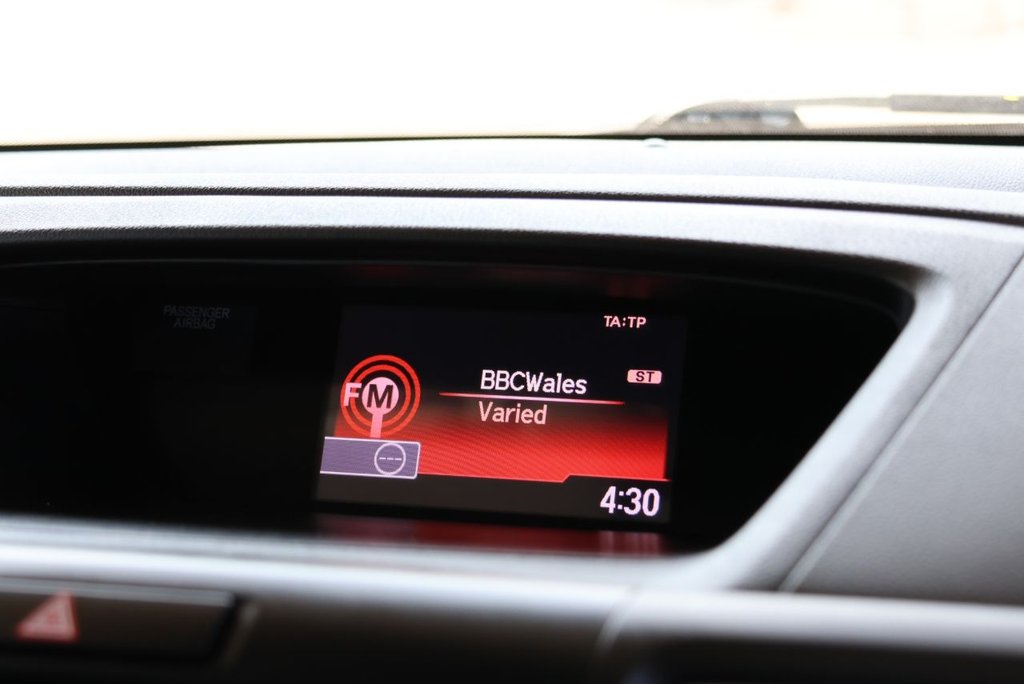 PASSENGER
AIRBAG
TA:TP
FM
BBCWales
ST
Varied
---
4:30